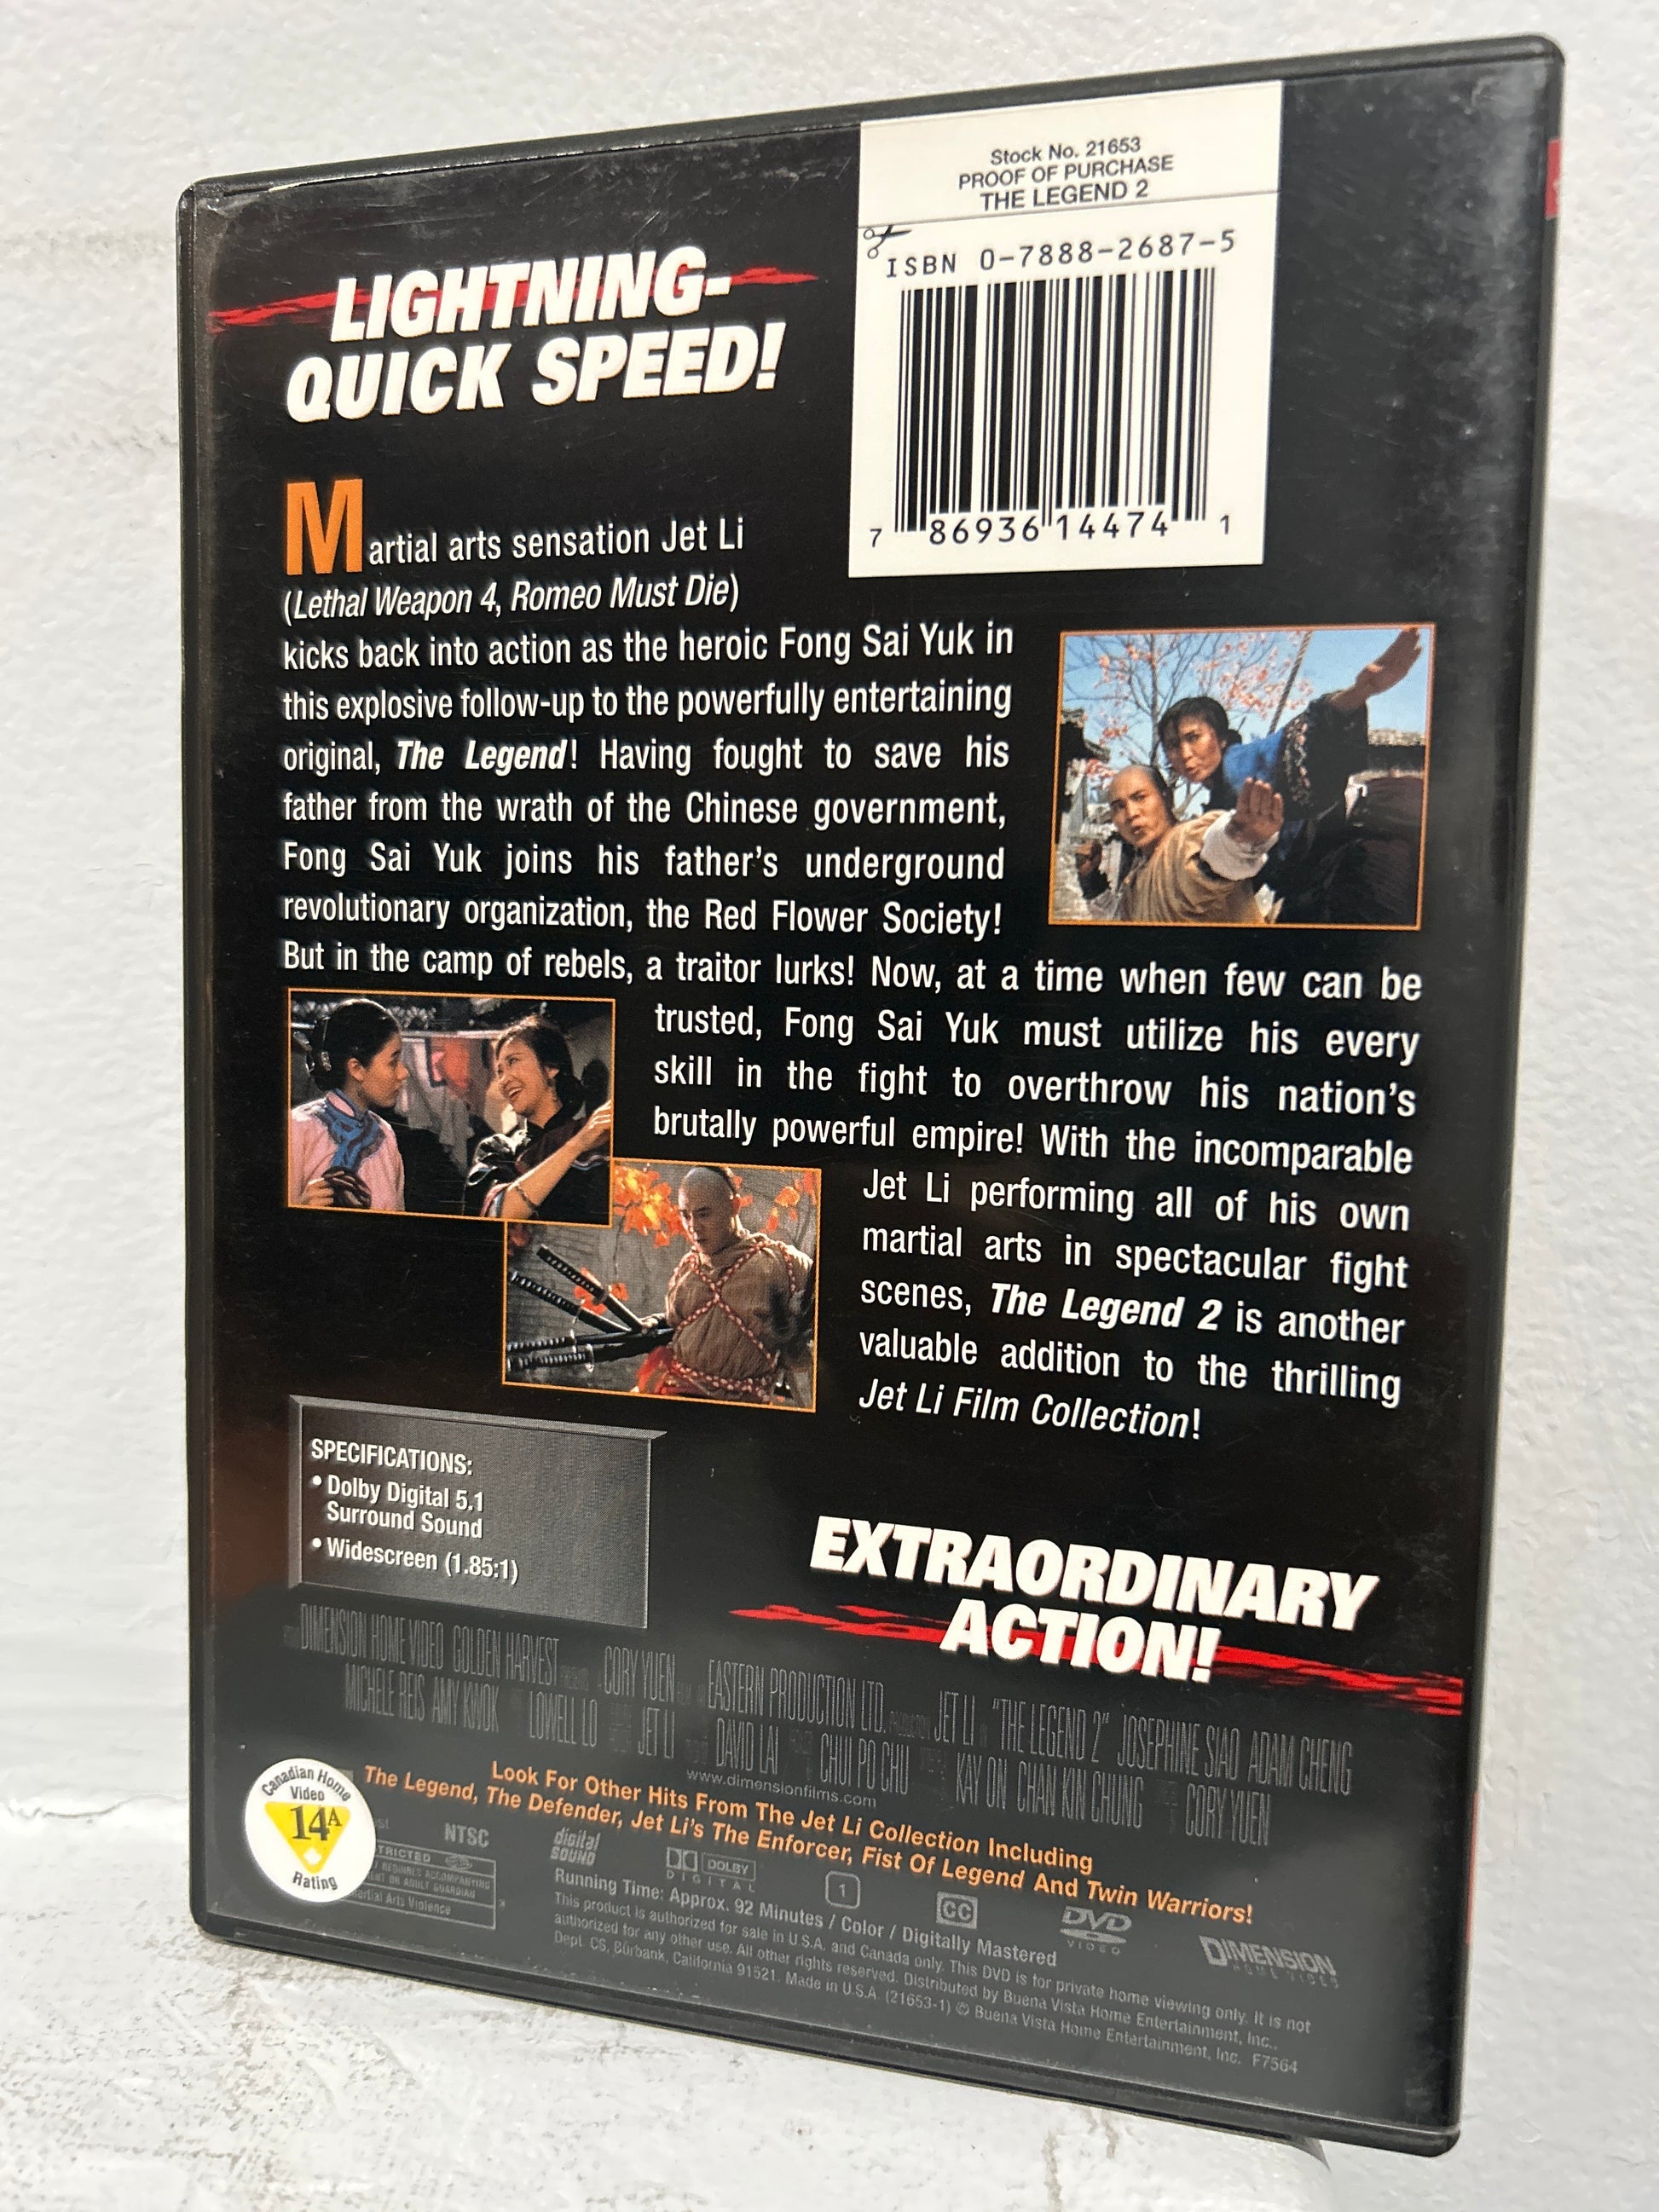 Stock No. 21653
PROOF OF PURCHASE
THE LEGEND 2
ISBN 0-7888-2687-5
7 86936 14474 1
LIGHTNING-
QUICK SPEED!
Martial arts sensation Jet Li
(Lethal Weapon 4, Romeo Must Die)
kicks back into action as the heroic Fong Sai Yuk in
this explosive follow-up to the powerfully entertaining
original, The Legend! Having fought to save his
father from the wrath of the Chinese government,
Fong Sai Yuk joins his father's underground
revolutionary organization, the Red Flower Society!
But in the camp of rebels, a traitor lurks! Now, at a time when few can be
trusted, Fong Sai Yuk must utilize his every
skill in the fight to overthrow his nation's
brutally powerful empire! With the incomparable
Jet Li performing all of his own
martial arts in spectacular fight
scenes, The Legend 2 is another
valuable addition to the thrilling
Jet Li Film Collection!
SPECIFICATIONS:
• Dolby Digital 5.1
Surround Sound
• Widescreen (1.85:1)
EXTRAORDINARY
ACTION!
DIMENSION HOME VIDEO GOLDEN HARVEST CORY YUEN EASTERN PRODUCTION LTD. PRODUCTION JET LI IN "THE LEGEND 2" JOSEPHINE SIAO ADAM CHENG
MICHELE REIS AMY KWOK LOWELL LO JET LI DAVID LAI CHUI PO CHU KAY ON CHAN KIN CHUNG CORY YUEN
www.dimensionfilms.com
Look For Other Hits From The Jet Li Collection Including
The Legend, The Defender, Jet Li's The Enforcer, Fist Of Legend And Twin Warriors!
Canadian Home
Video
14A
Rating
NTSC
digital
SOUND
DOLBY
DIGITAL
1
CC
DVD
VIDEO
DIMENSION
HOME VIDEO
TRICTED
REQUIRES ACCOMPANYING
ENT OR ADULT GUARDIAN
Martial Arts Violence
Running Time: Approx. 92 Minutes / Color / Digitally Mastered
This product is authorized for sale in U.S.A. and Canada only. This DVD is for private home viewing only. It is not
authorized for any other use. All other rights reserved. Distributed by Buena Vista Home Entertainment, Inc.,
Dept. CS, Burbank, California 91521. Made in U.S.A. (21653-1) © Buena Vista Home Entertainment, Inc. F7564